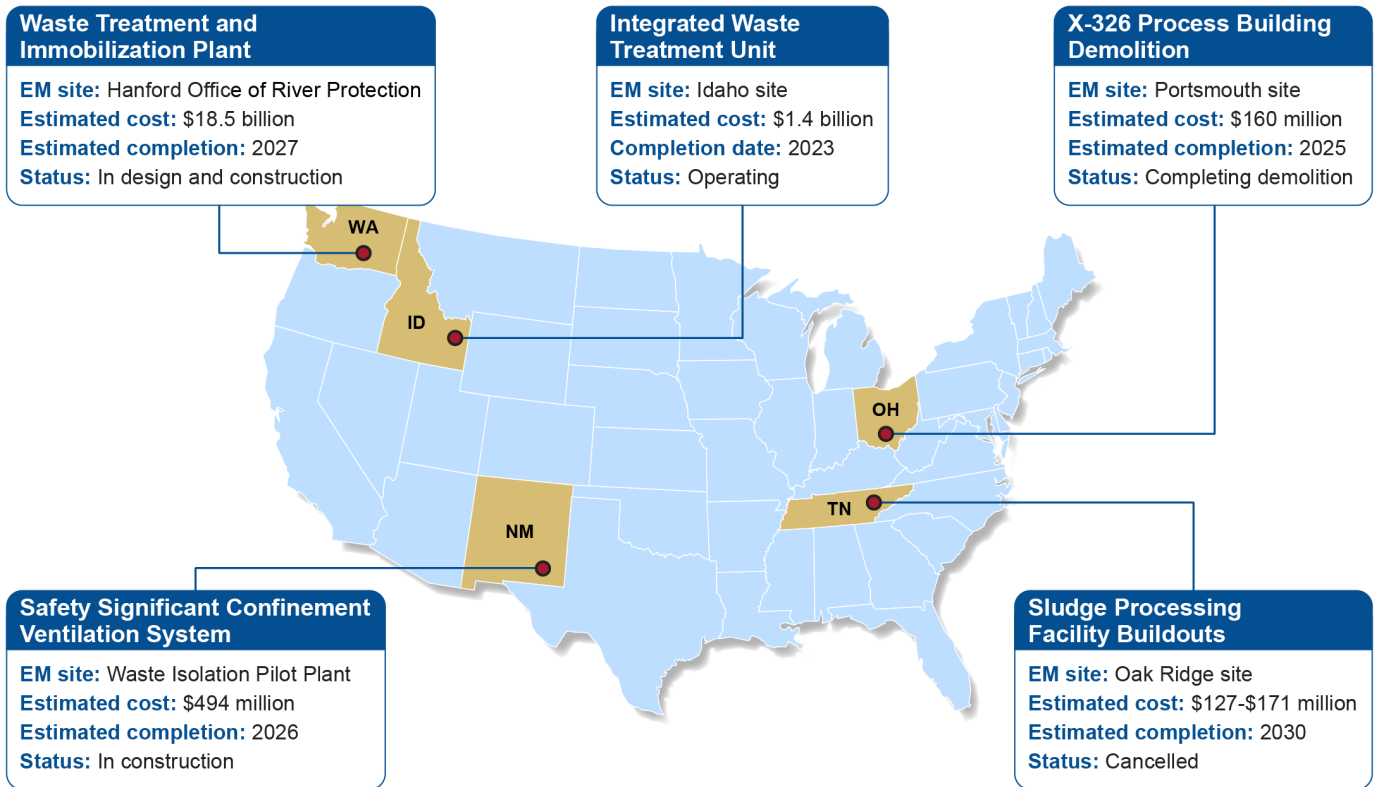 Waste Treatment and
Immobilization Plant
EM site: Hanford Office of River Protection
Estimated cost: $18.5 billion
Estimated completion: 2027
Status: In design and construction
Integrated Waste
Treatment Unit
EM site: Idaho site
Estimated cost: $1.4 billion
Completion date: 2023
Status: Operating
X-326 Process Building
Demolition
EM site: Portsmouth site
Estimated cost: $160 million
Estimated completion: 2025
Status: Completing demolition
WA
ID
OH
TN
NM
Safety Significant Confinement
Ventilation System
EM site: Waste Isolation Pilot Plant
Estimated cost: $494 million
Estimated completion: 2026
Status: In construction
Sludge Processing
Facility Buildouts
EM site: Oak Ridge site
Estimated cost: $127-$171 million
Estimated completion: 2030
Status: Cancelled